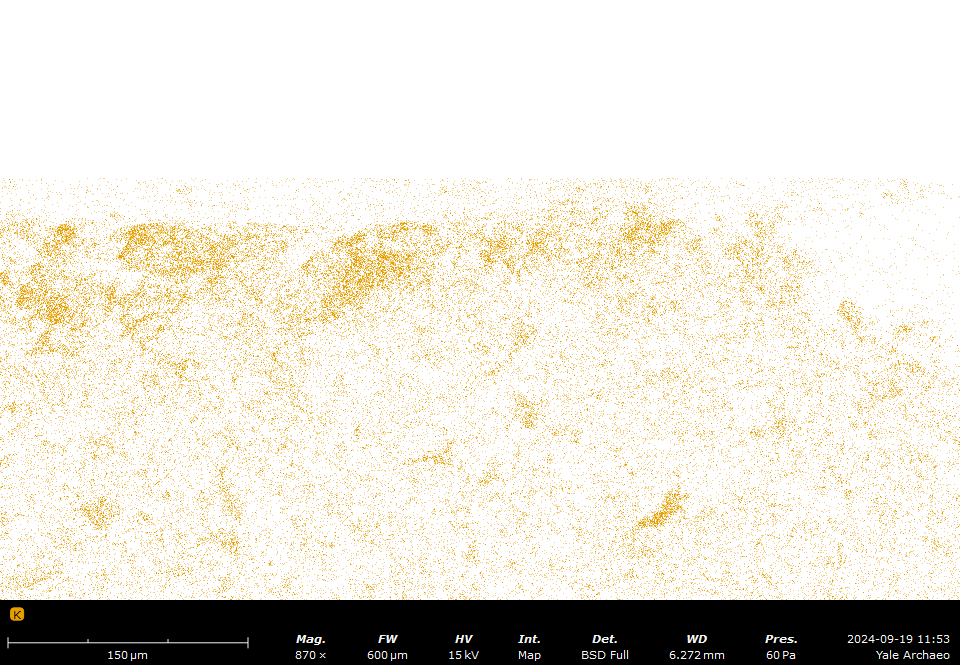 K
Mag. FW HV Int. Det. WD Pres. 2024-09-19 11:53
150 µm 870 × 600 µm 15 kV Map BSD Full 6.272 mm 60 Pa Yale Archaeo